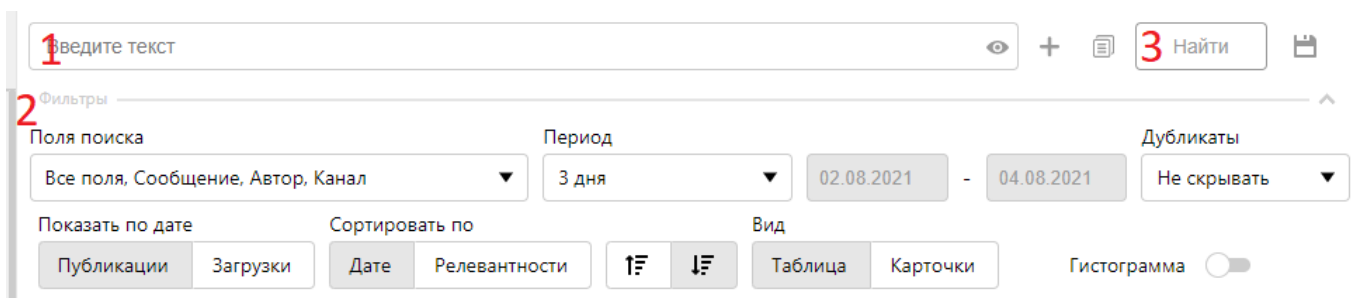 1 Введите текст 3 Найти
2 Фильтры
Поля поиска Период Дубликаты
Все поля, Сообщение, Автор, Канал 3 дня 02.08.2021 - 04.08.2021 Не скрывать
Показать по дате Сортировать по Вид
Публикации Загрузки Дате Релевантности Таблица Карточки Гистограмма